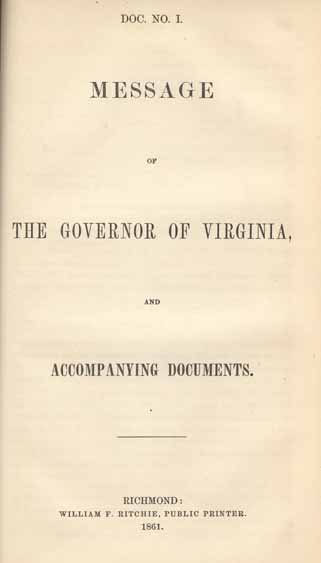 DOC. NO. I.
MESSAGE
OF
THE GOVERNOR OF VIRGINIA,
AND
ACCOMPANYING DOCUMENTS.
RICHMOND:
WILLIAM F. RITCHIE, PUBLIC PRINTER.
1861.